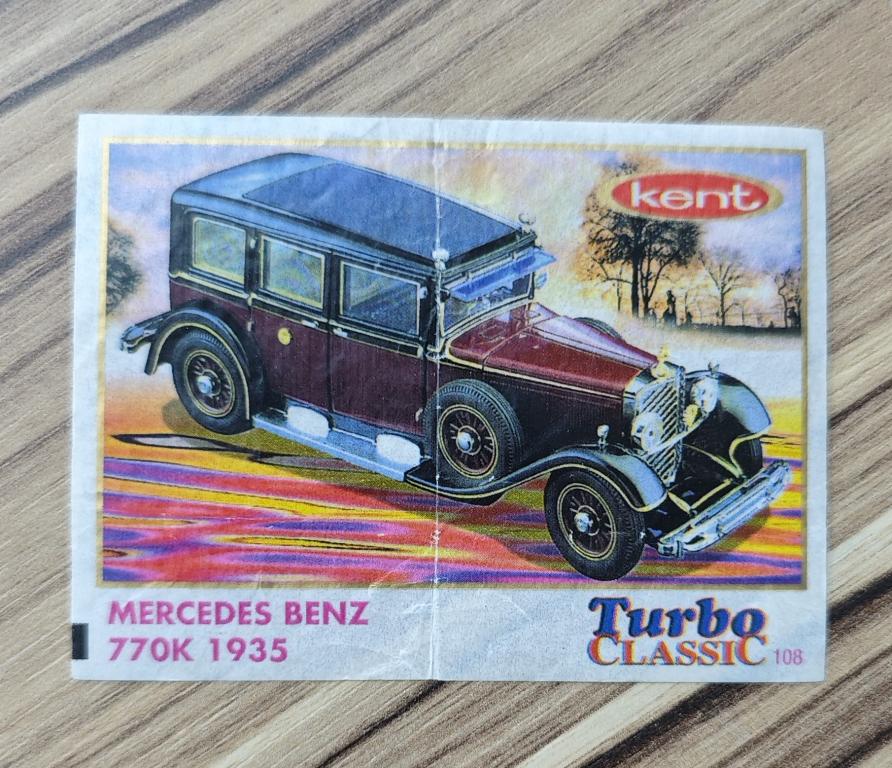 kent
MERCEDES BENZ
770K 1935
Turbo
CLASSIC 108